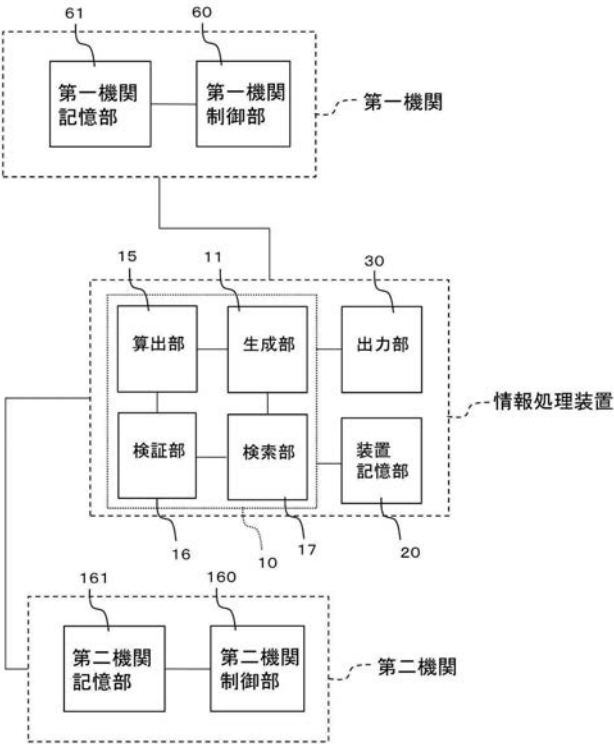 61
60
第一機関
記憶部
第一機関
制御部
第一機関
15
11
30
算出部
生成部
出力部
情報処理装置
検証部
検索部
装置
記憶部
16
10
17
20
161
160
第二機関
記憶部
第二機関
制御部
第二機関